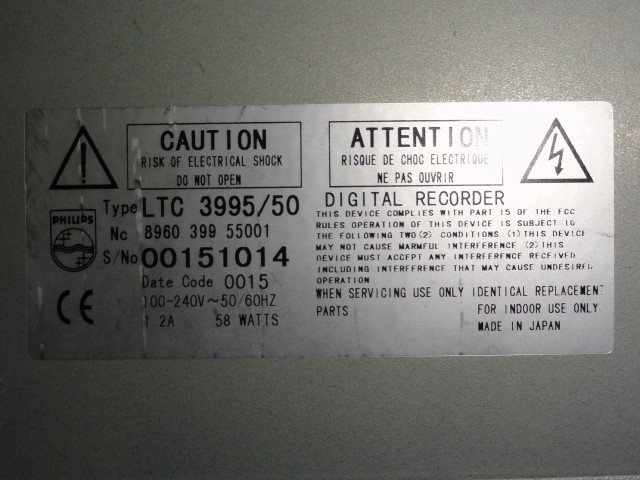 CAUTION
RISK OF ELECTRICAL SHOCK
DO NOT OPEN
ATTENTION
RISQUE DE CHOC ELECTRIQUE
NE PAS OUVRIR
PHILIPS
Type LTC 3995/50
Nc 8960 399 55001
S/No 00151014
Date Code 0015
100-240V～50/60HZ
1.2A 58 WATTS
CE
DIGITAL RECORDER
THIS DEVICE COMPLIES WITH PART 15 OF THE FCC
RULES OPERATION OF THIS DEVICE IS SUBJECT TO
THE FOLLOWING TWO(2) CONDITIONS (1)THIS DEVICE
MAY NOT CAUSE MARMFUL INTERFERENCE (2)THIS
DEVICE MUST ACCEPT ANY INTERFERENCE RECEIVED
INCLUDING INTERFERENCE THAT MAY CAUSE UNDESIRED
OPERATION
WHEN SERVICING USE ONLY IDENTICAL REPLACEMENT
PARTS
FOR INDOOR USE ONLY
MADE IN JAPAN